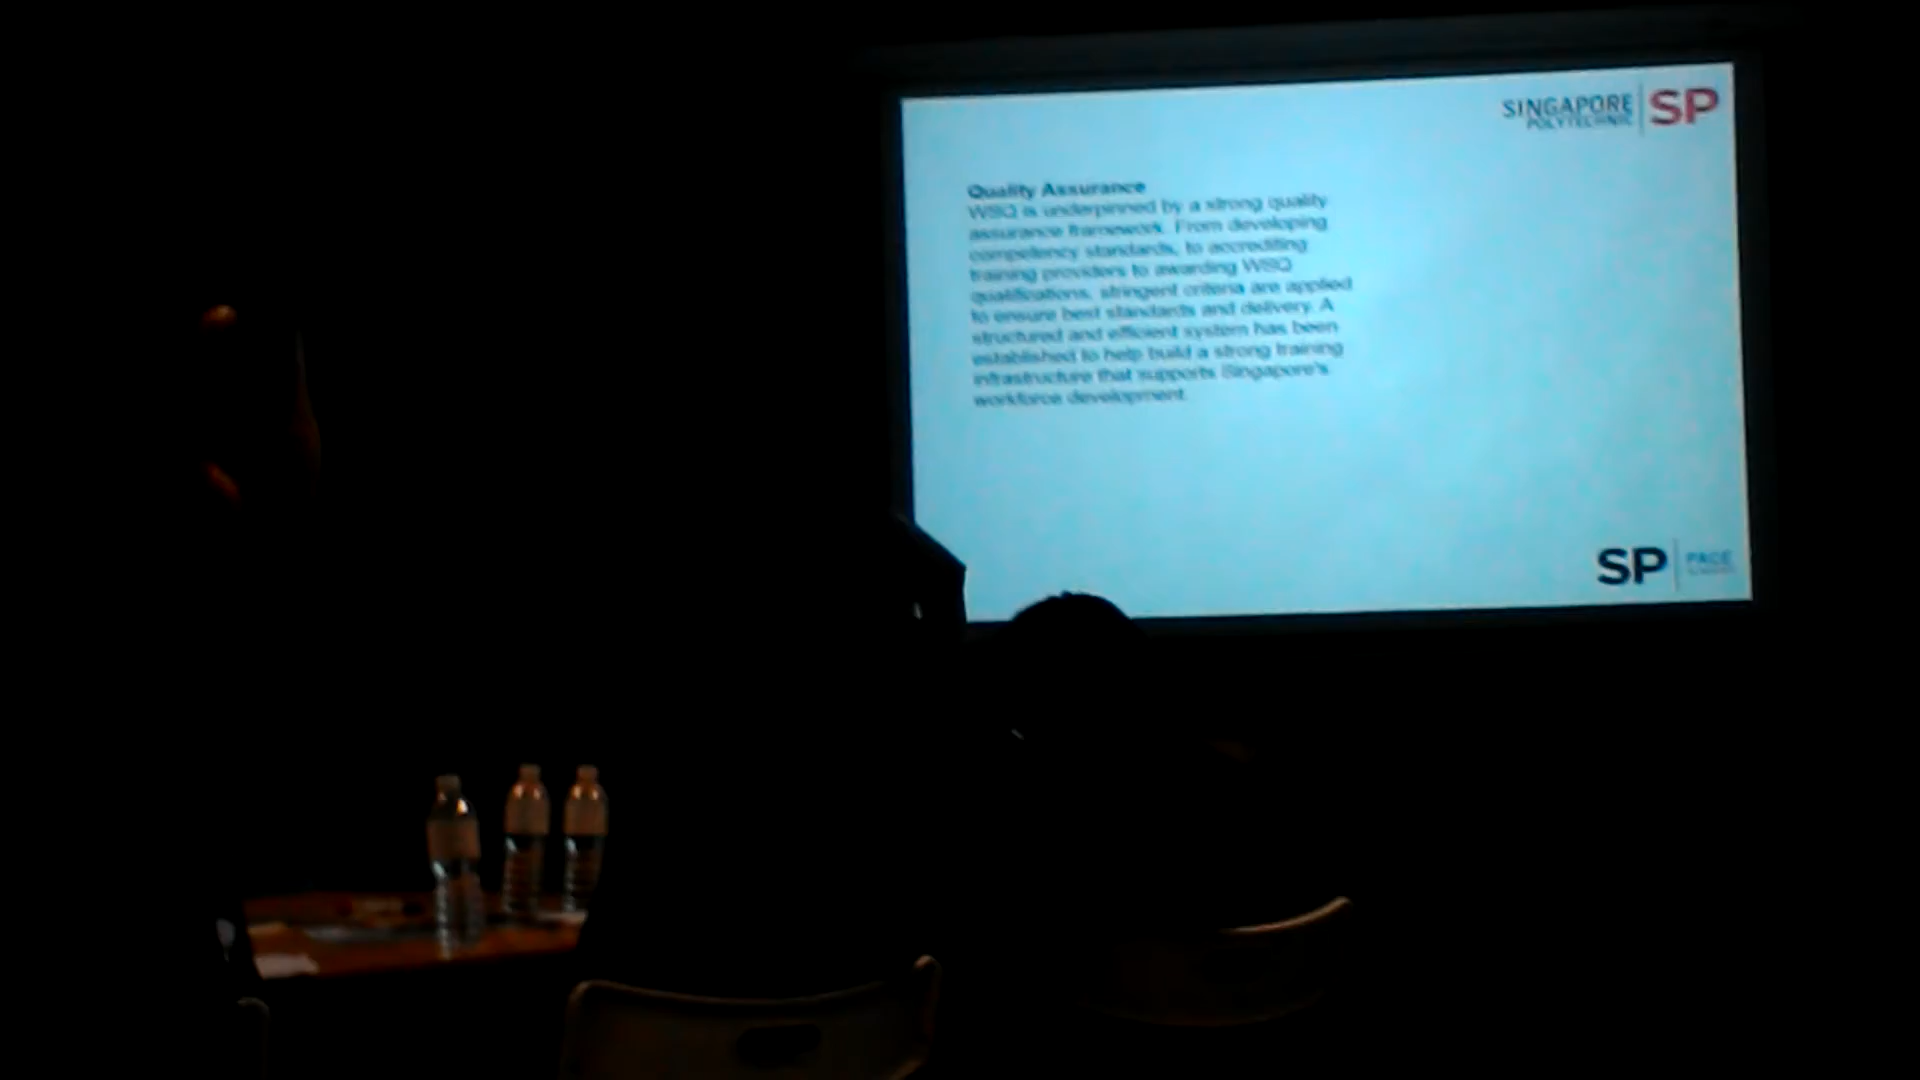 SINGAPORE
POLYTECHNIC
SP
Quality Assurance
WSQ is underpinned by a strong quality
assurance framework. From developing
competency standards, to accrediting
training providers to awarding WSQ
qualifications, stringent criteria are applied
to ensure best standards and delivery. A
structured and efficient system has been
established to help build a strong training
infrastructure that supports Singapore's
workforce development.
SP
PACE